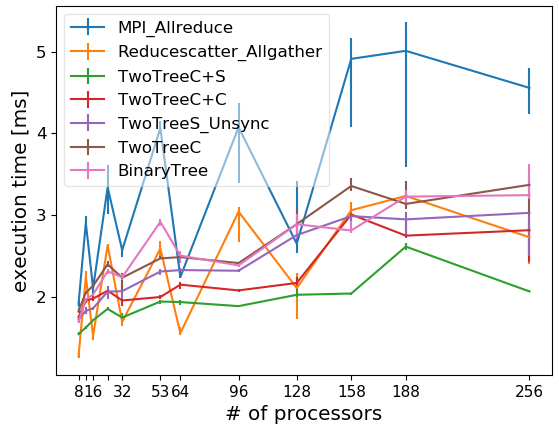 MPI_Allreduce
Reducescatter_Allgather
TwoTreeC+S
TwoTreeC+C
TwoTreeS_Unsync
TwoTreeC
BinaryTree
execution time [ms]
5
4
3
2
8 16 32 53 64 96 128 158 188 256
# of processors